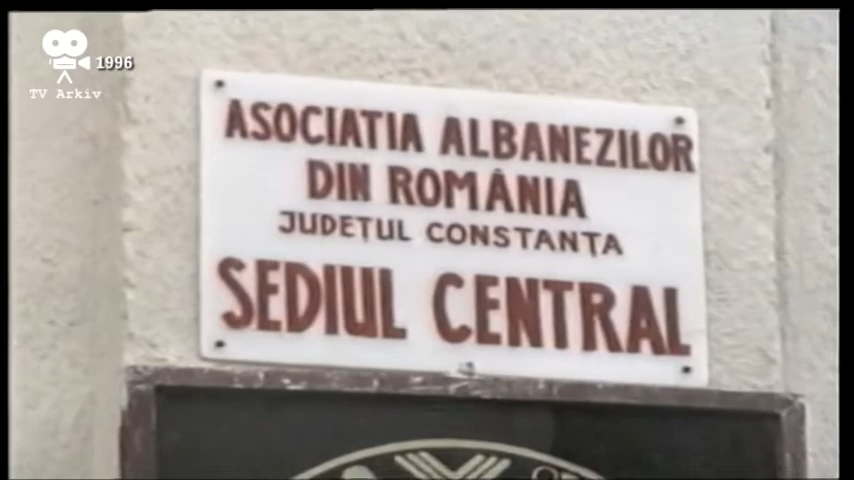 1996
TV Arkiv
ASOCIATIA ALBANEZILOR
DIN ROMÂNIA
JUDEȚUL CONSTANȚA
SEDIUL CENTRAL